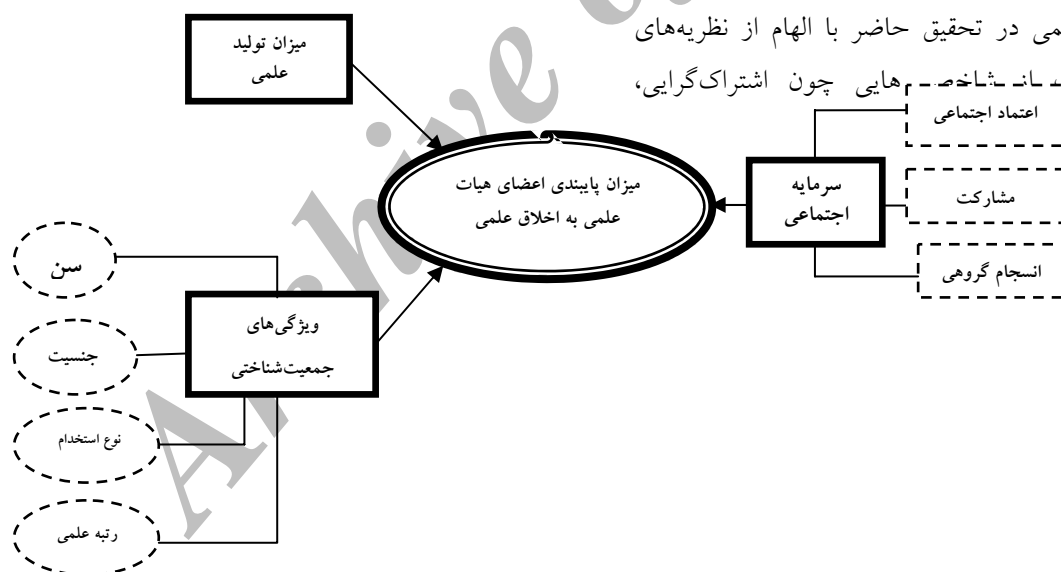 می در تحقیق حاضر با الهام از نظریه‌های
هایی چون اشتراک‌گرایی،
میزان تولید
علمی
اعتماد اجتماعی
سرمایه
اجتماعی
مشارکت
انسجام گروهی
میزان پایبندی اعضای هیات
علمی به اخلاق علمی
سن
ویژگی‌های
جمعیت‌شناختی
جنسیت
نوع استخدام
رتبه علمی